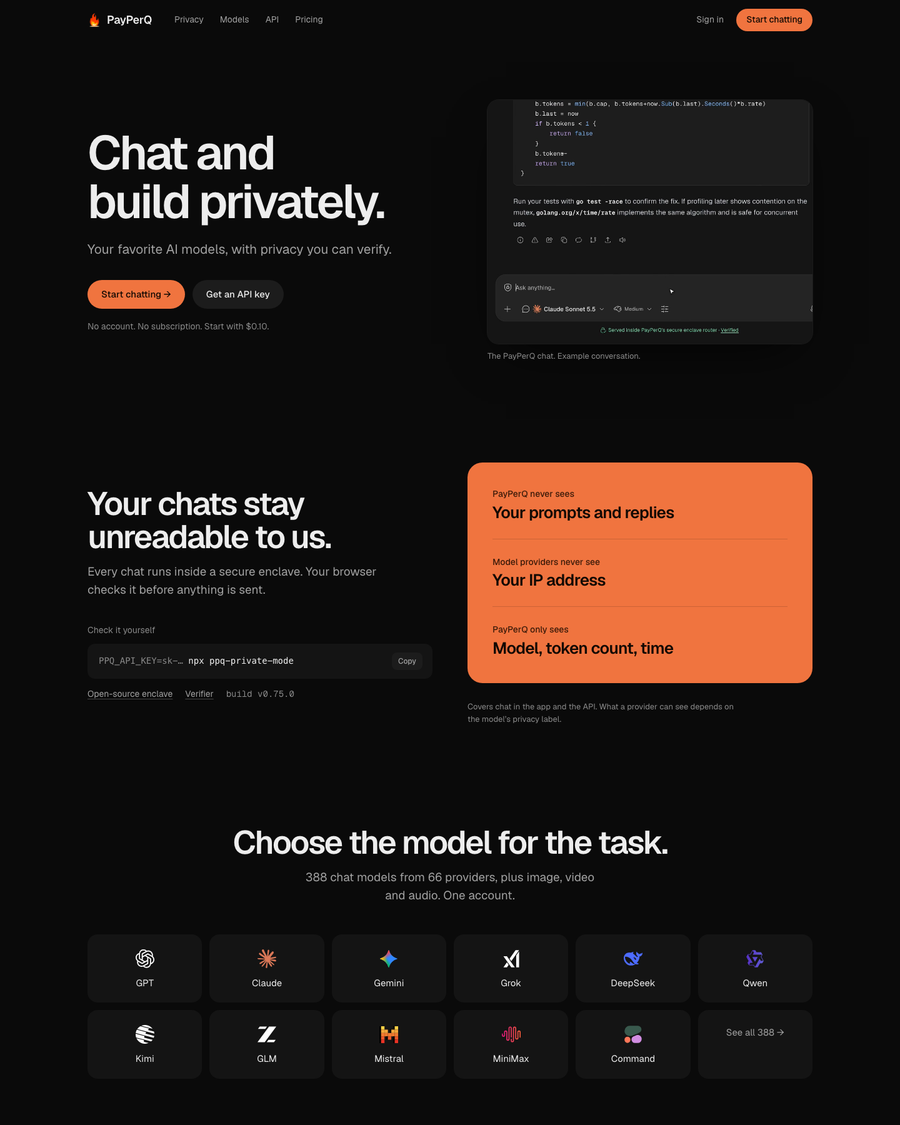 PayPerQ
Privacy
Models
API
Pricing
Sign in
Start chatting
Chat and
build privately.
Your favorite AI models, with privacy you can verify.
Start chatting →
Get an API key
No account. No subscription. Start with $0.10.
b.tokens = min(b.cap, b.tokens+now.Sub(b.last).Seconds()*b.rate)
b.last = now
if b.tokens < 1 {
return false
}
b.tokens--
return true
}
Run your tests with go test -race to confirm the fix. If profiling later shows contention on the
mutex, golang.org/x/time/rate implements the same algorithm and is safe for concurrent
use.
Ask anything...
Claude Sonnet 5.5
Medium
Served inside PayPerQ's secure enclave router · Verified
The PayPerQ chat. Example conversation.
Your chats stay
unreadable to us.
Every chat runs inside a secure enclave. Your browser
checks it before anything is sent.
Check it yourself
PPQ_API_KEY=sk-… npx ppq-private-mode
Copy
Open-source enclave
Verifier
build v0.75.0
PayPerQ never sees
Your prompts and replies
Model providers never see
Your IP address
PayPerQ only sees
Model, token count, time
Covers chat in the app and the API. What a provider can see depends on
the model's privacy label.
Choose the model for the task.
388 chat models from 66 providers, plus image, video
and audio. One account.
GPT
Claude
Gemini
Grok
DeepSeek
Qwen
Kimi
GLM
Mistral
MiniMax
Command
See all 388 →